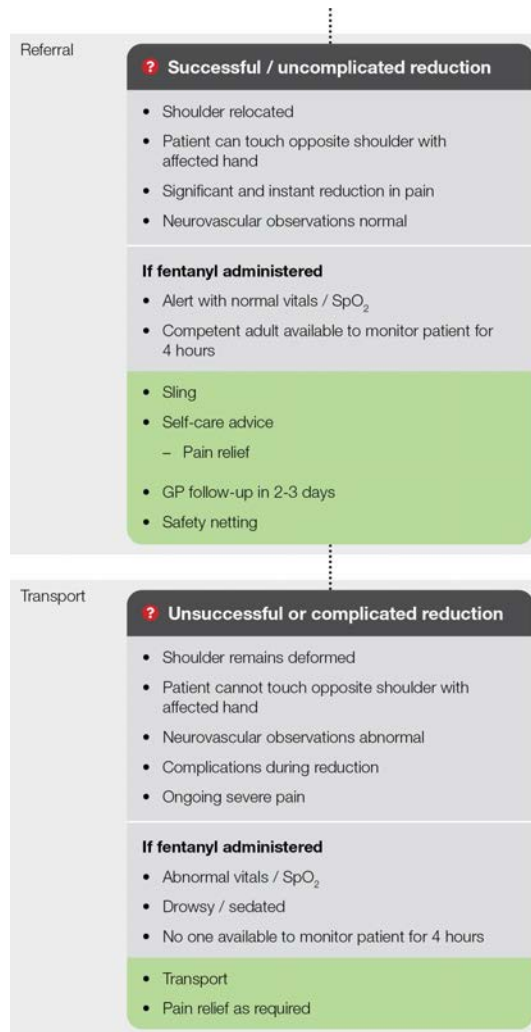 Referral
? Successful / uncomplicated reduction
• Shoulder relocated
• Patient can touch opposite shoulder with
affected hand
• Significant and instant reduction in pain
• Neurovascular observations normal
If fentanyl administered
• Alert with normal vitals / SpO₂
• Competent adult available to monitor patient for
4 hours
• Sling
• Self-care advice
– Pain relief
• GP follow-up in 2-3 days
• Safety netting
Transport
? Unsuccessful or complicated reduction
• Shoulder remains deformed
• Patient cannot touch opposite shoulder with
affected hand
• Neurovascular observations abnormal
• Complications during reduction
• Ongoing severe pain
If fentanyl administered
• Abnormal vitals / SpO₂
• Drowsy / sedated
• No one available to monitor patient for 4 hours
• Transport
• Pain relief as required